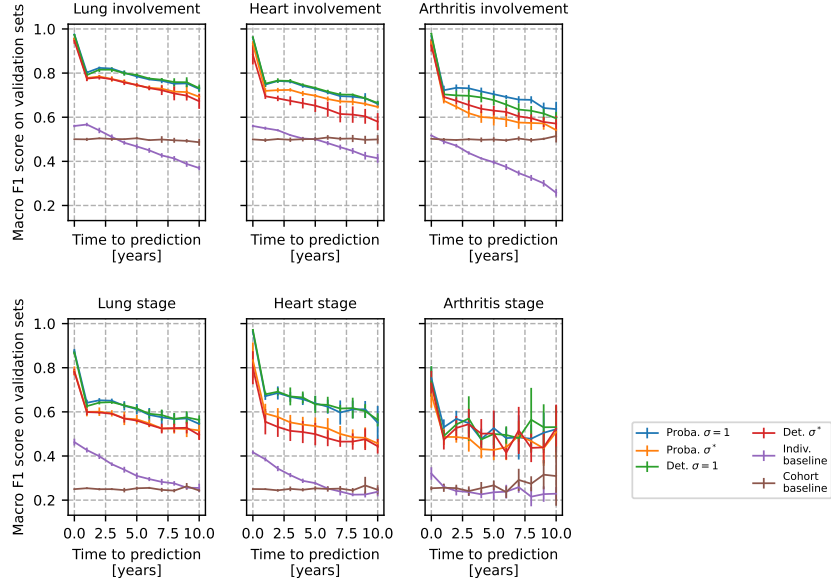 Lung involvement
Heart involvement
Arthritis involvement
Macro F1 score on validation sets
1.0
0.8
0.6
0.4
0.2
Time to prediction
[years]
Time to prediction
[years]
Time to prediction
[years]
Lung stage
Heart stage
Arthritis stage
Macro F1 score on validation sets
1.0
0.8
0.6
0.4
0.2
0.0 2.5 5.0 7.5 10.0
0.0 2.5 5.0 7.5 10.0
0.0 2.5 5.0 7.5 10.0
Time to prediction
[years]
Time to prediction
[years]
Time to prediction
[years]
Proba. σ = 1
Proba. σ*
Det. σ = 1
Det. σ*
Indiv.
baseline
Cohort
baseline